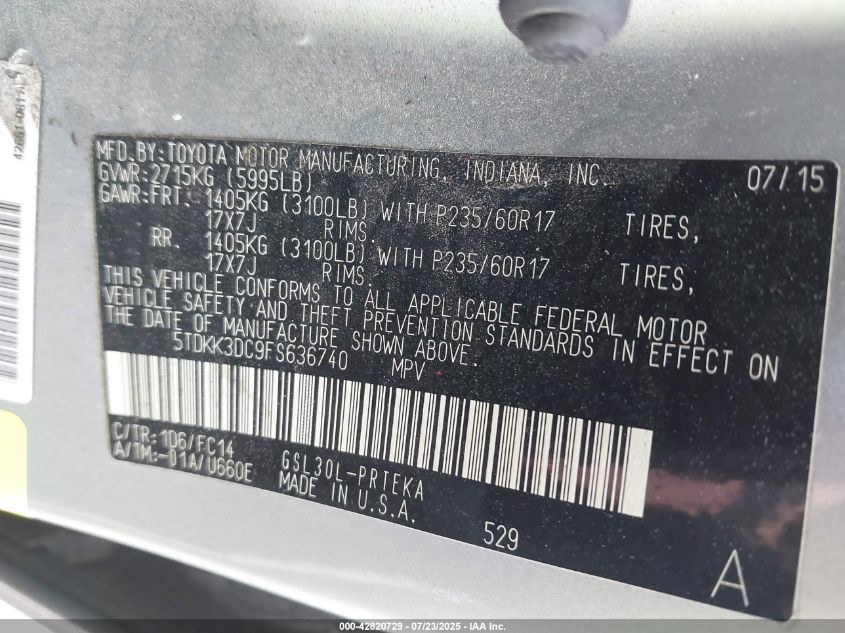 MFD.BY:TOYOTA MOTOR MANUFACTURING, INDIANA, INC. 07/15
GVWR:2715KG (5995LB)
GAWR:FRT. 1405KG (3100LB) WITH P235/60R17 TIRES,
17X7J RIMS.
RR. 1405KG (3100LB) WITH P235/60R17 TIRES,
17X7J RIMS.
THIS VEHICLE CONFORMS TO ALL APPLICABLE FEDERAL MOTOR
VEHICLE SAFETY AND THEFT PREVENTION STANDARDS IN EFFECT ON
THE DATE OF MANUFACTURE SHOWN ABOVE.
5TDKK3DC9FS636740 MPV
C/TR:1D6/FC14
A/TM:-01A/U660E
GSL30L-PRTEKA
MADE IN U.S.A.
529
A
000-42820729 - 07/23/2025 - IAA Inc.